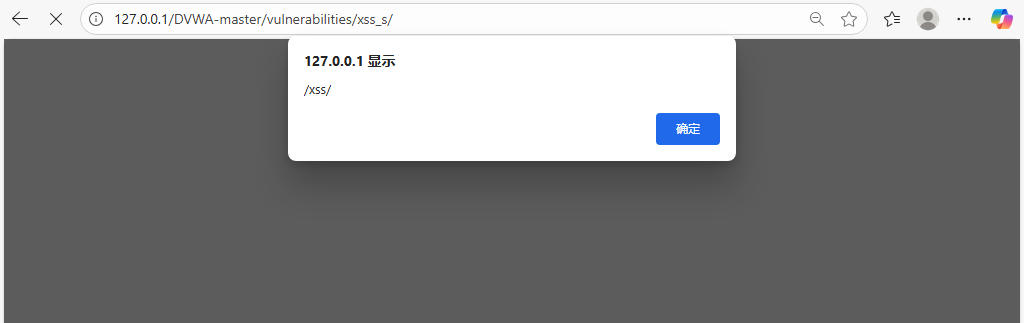 127.0.0.1/DVWA-master/vulnerabilities/xss_s/
127.0.0.1 显示
/xss/
确定